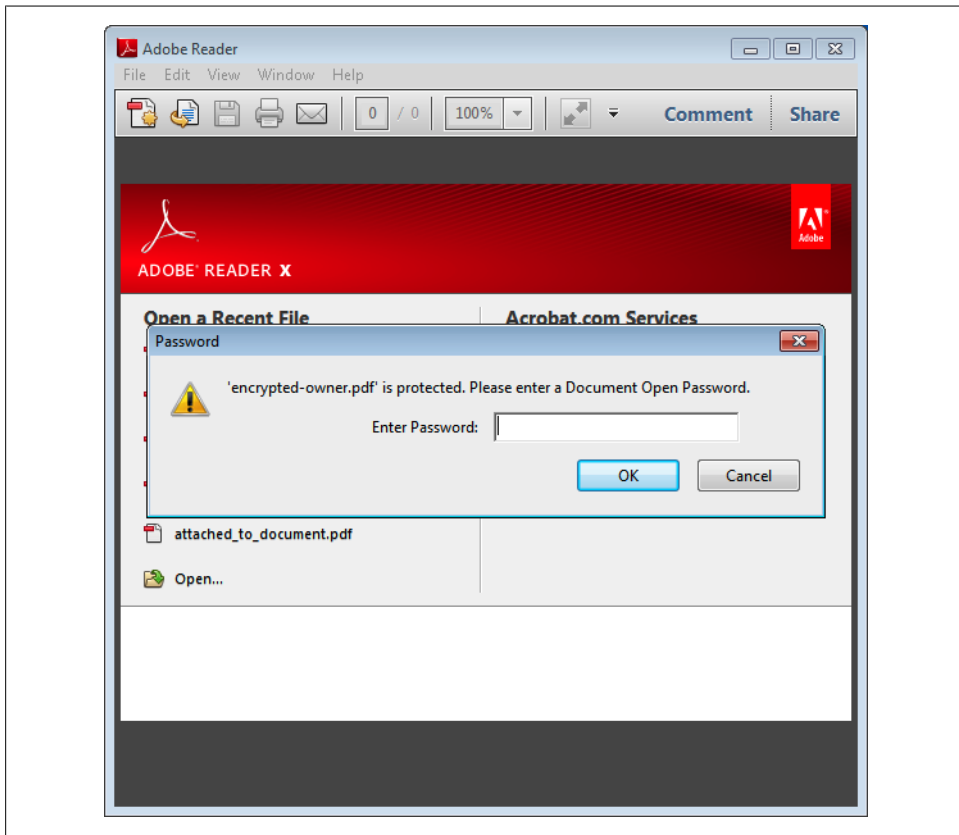 Adobe Reader
File Edit View Window Help
0 / 0 100% Comment Share
Adobe
ADOBE® READER X
Open a Recent File Acrobat.com Services
Password
'encrypted-owner.pdf' is protected. Please enter a Document Open Password.
Enter Password:
OK Cancel
attached_to_document.pdf
Open...